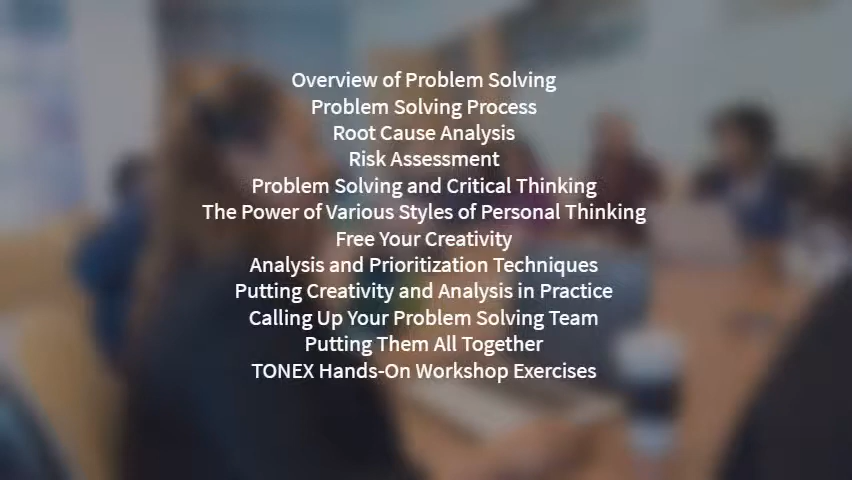 Overview of Problem Solving
Problem Solving Process
Root Cause Analysis
Risk Assessment
Problem Solving and Critical Thinking
The Power of Various Styles of Personal Thinking
Free Your Creativity
Analysis and Prioritization Techniques
Putting Creativity and Analysis in Practice
Calling Up Your Problem Solving Team
Putting Them All Together
TONEX Hands-On Workshop Exercises